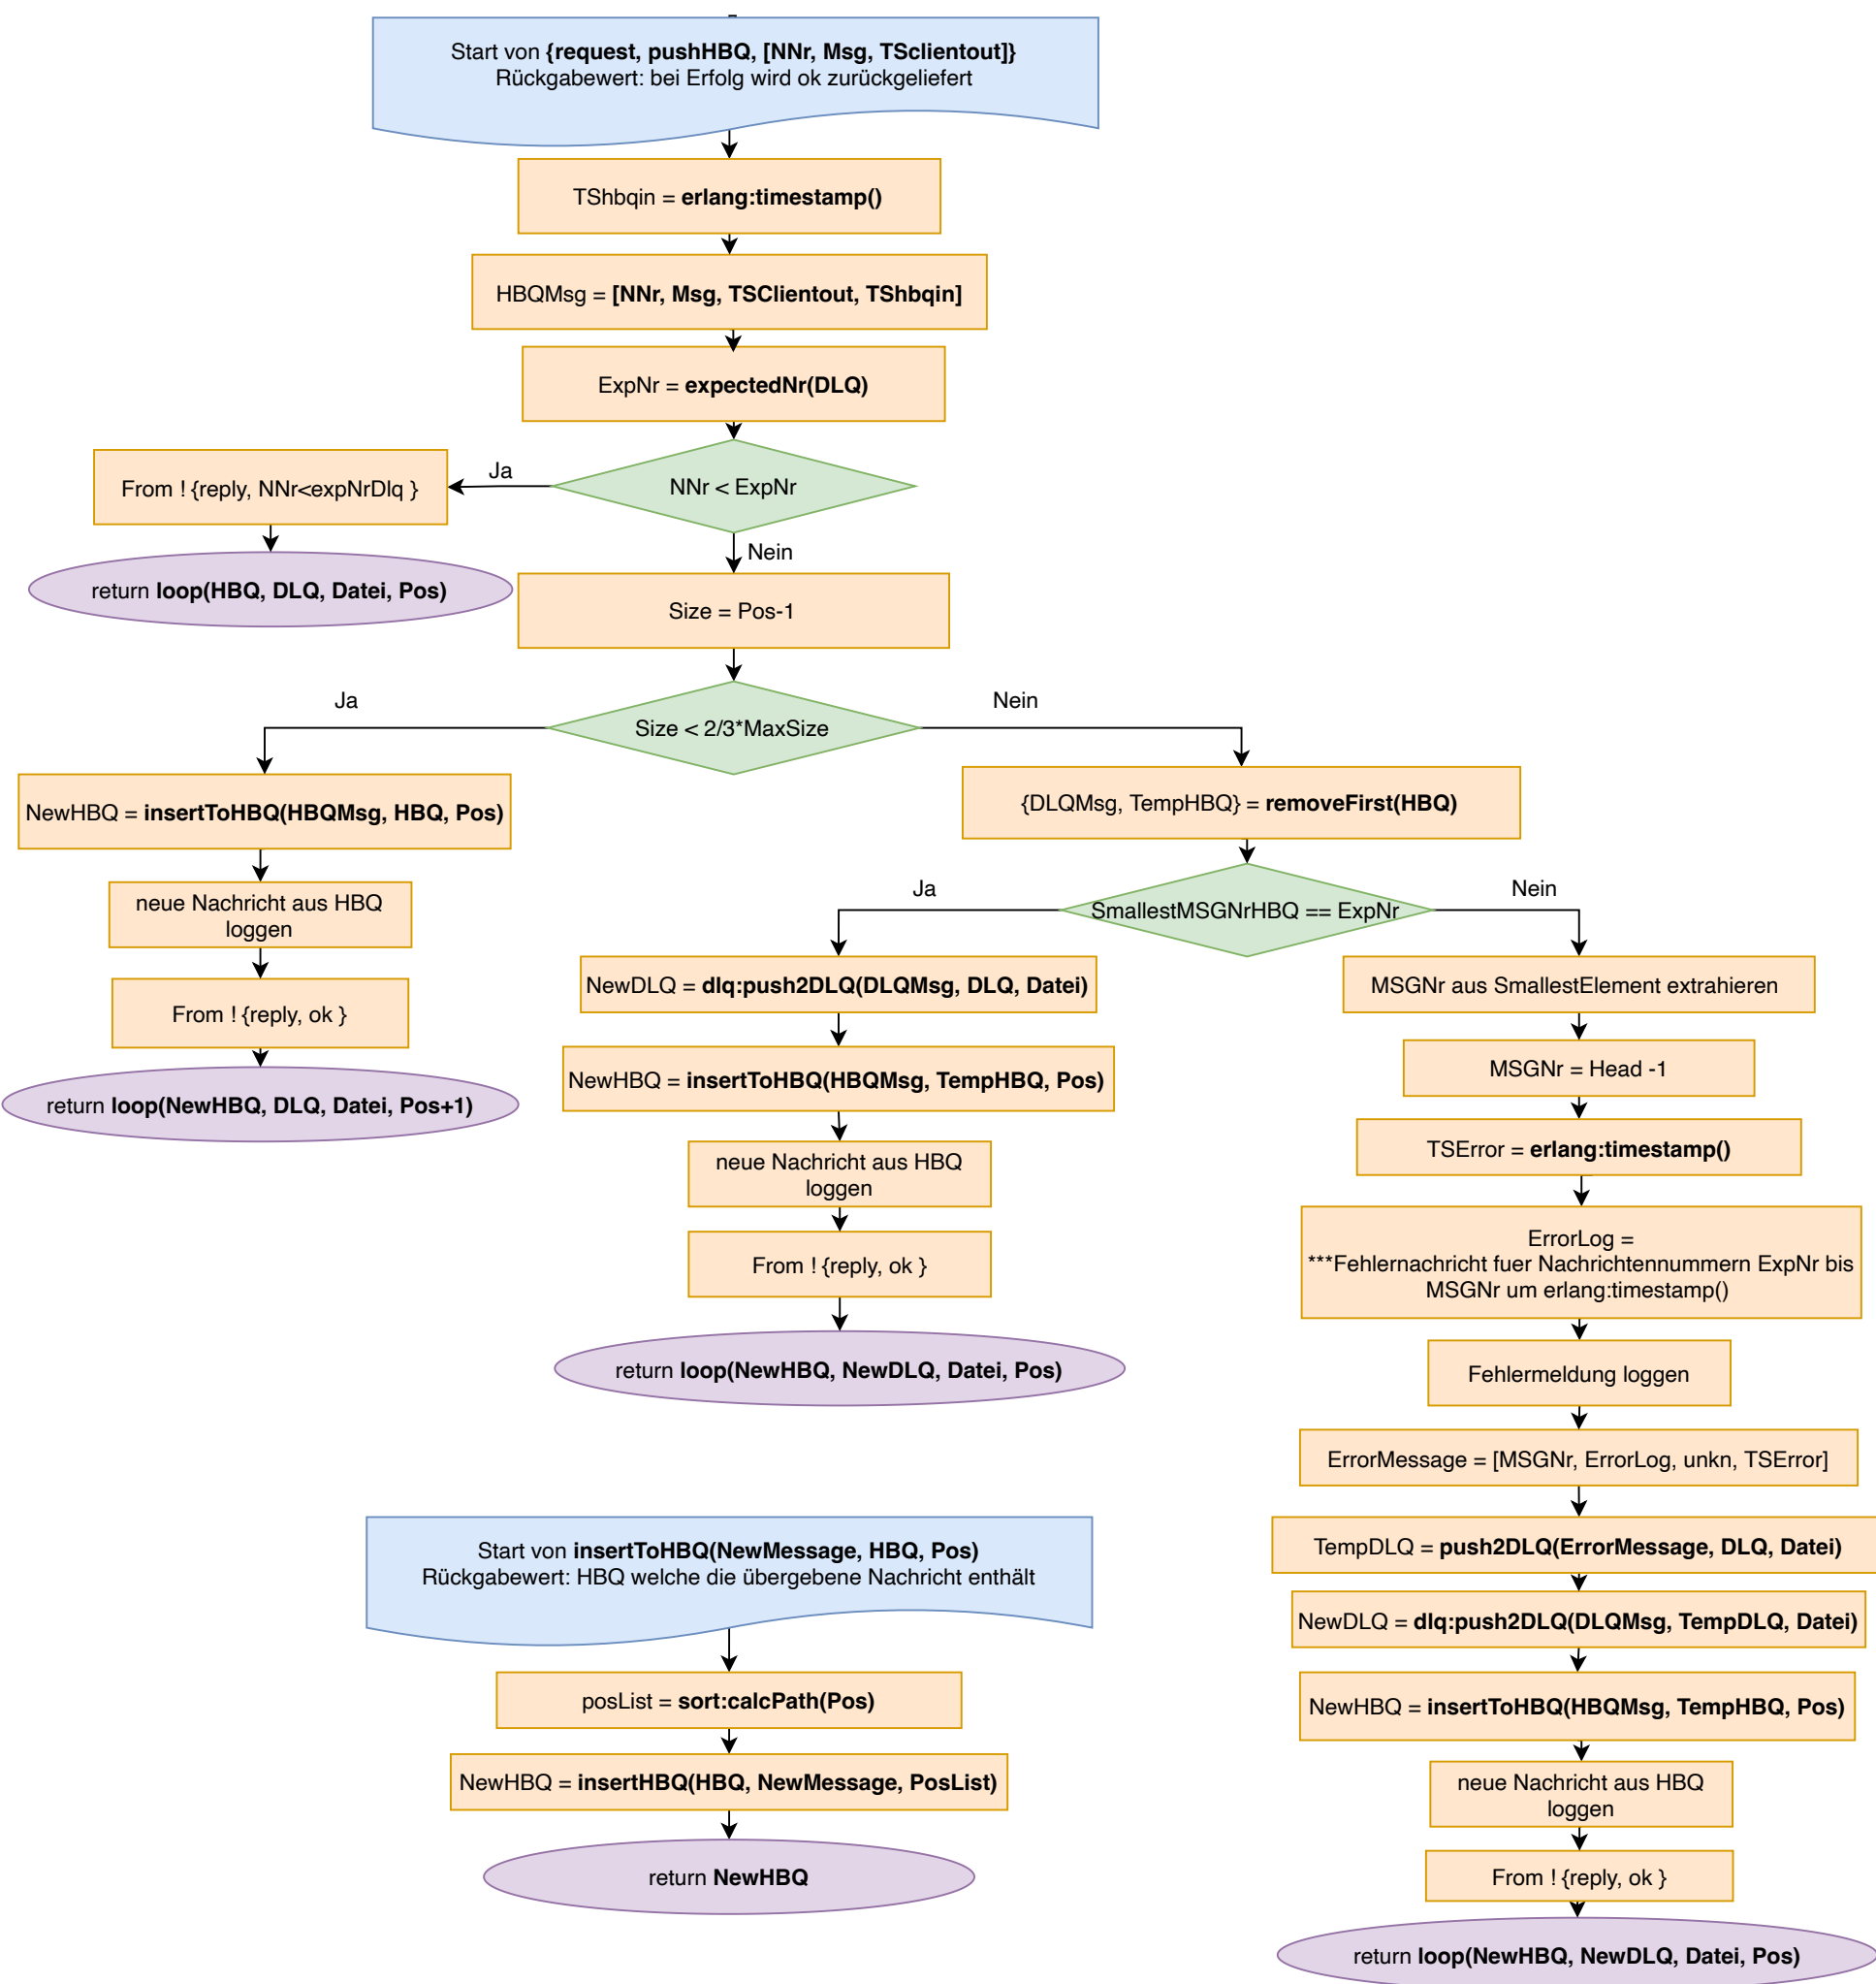 Start von {request, pushHBQ, [NNr, Msg, TSclientout]}
Rückgabewert: bei Erfolg wird ok zurückgeliefert
TShbqin = erlang:timestamp()
HBQMsg = [NNr, Msg, TSClientout, TShbqin]
ExpNr = expectedNr(DLQ)
NNr < ExpNr
Ja
From ! {reply, NNr<expNrDlq }
return loop(HBQ, DLQ, Datei, Pos)
Nein
Size = Pos-1
Size < 2/3*MaxSize
Ja
NewHBQ = insertToHBQ(HBQMsg, HBQ, Pos)
neue Nachricht aus HBQ
loggen
From ! {reply, ok }
return loop(NewHBQ, DLQ, Datei, Pos+1)
Nein
{DLQMsg, TempHBQ} = removeFirst(HBQ)
SmallestMSGNrHBQ == ExpNr
Ja
NewDLQ = dlq:push2DLQ(DLQMsg, DLQ, Datei)
NewHBQ = insertToHBQ(HBQMsg, TempHBQ, Pos)
neue Nachricht aus HBQ
loggen
From ! {reply, ok }
return loop(NewHBQ, NewDLQ, Datei, Pos)
Nein
MSGNr aus SmallestElement extrahieren
MSGNr = Head -1
TSError = erlang:timestamp()
ErrorLog =
***Fehlernachricht fuer Nachrichtennummern ExpNr bis
MSGNr um erlang:timestamp()
Fehlermeldung loggen
ErrorMessage = [MSGNr, ErrorLog, unkn, TSError]
TempDLQ = push2DLQ(ErrorMessage, DLQ, Datei)
NewDLQ = dlq:push2DLQ(DLQMsg, TempDLQ, Datei)
NewHBQ = insertToHBQ(HBQMsg, TempHBQ, Pos)
neue Nachricht aus HBQ
loggen
From ! {reply, ok }
return loop(NewHBQ, NewDLQ, Datei, Pos)
Start von insertToHBQ(NewMessage, HBQ, Pos)
Rückgabewert: HBQ welche die übergebene Nachricht enthält
posList = sort:calcPath(Pos)
NewHBQ = insertHBQ(HBQ, NewMessage, PosList)
return NewHBQ